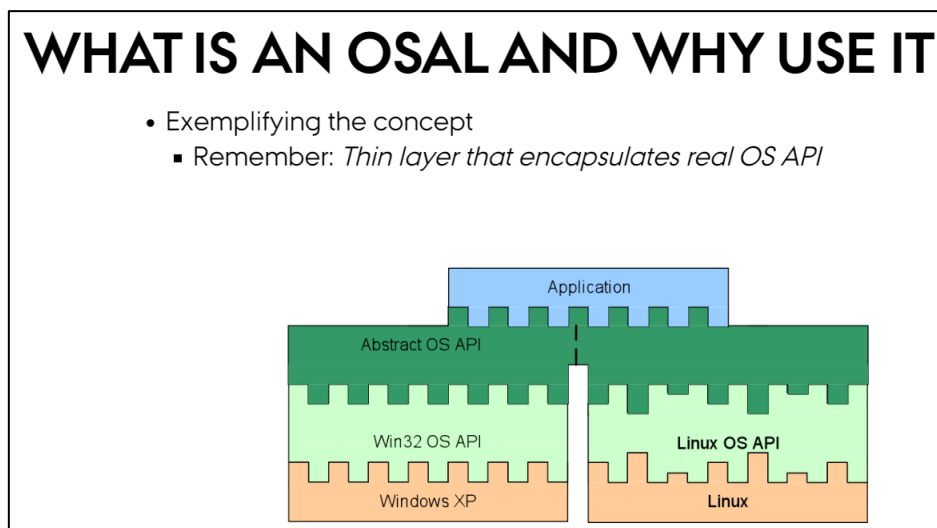 WHAT IS AN OSAL AND WHY USE IT
• Exemplifying the concept
▪ Remember: Thin layer that encapsulates real OS API
Application
Abstract OS API
Win32 OS API
Linux OS API
Windows XP
Linux